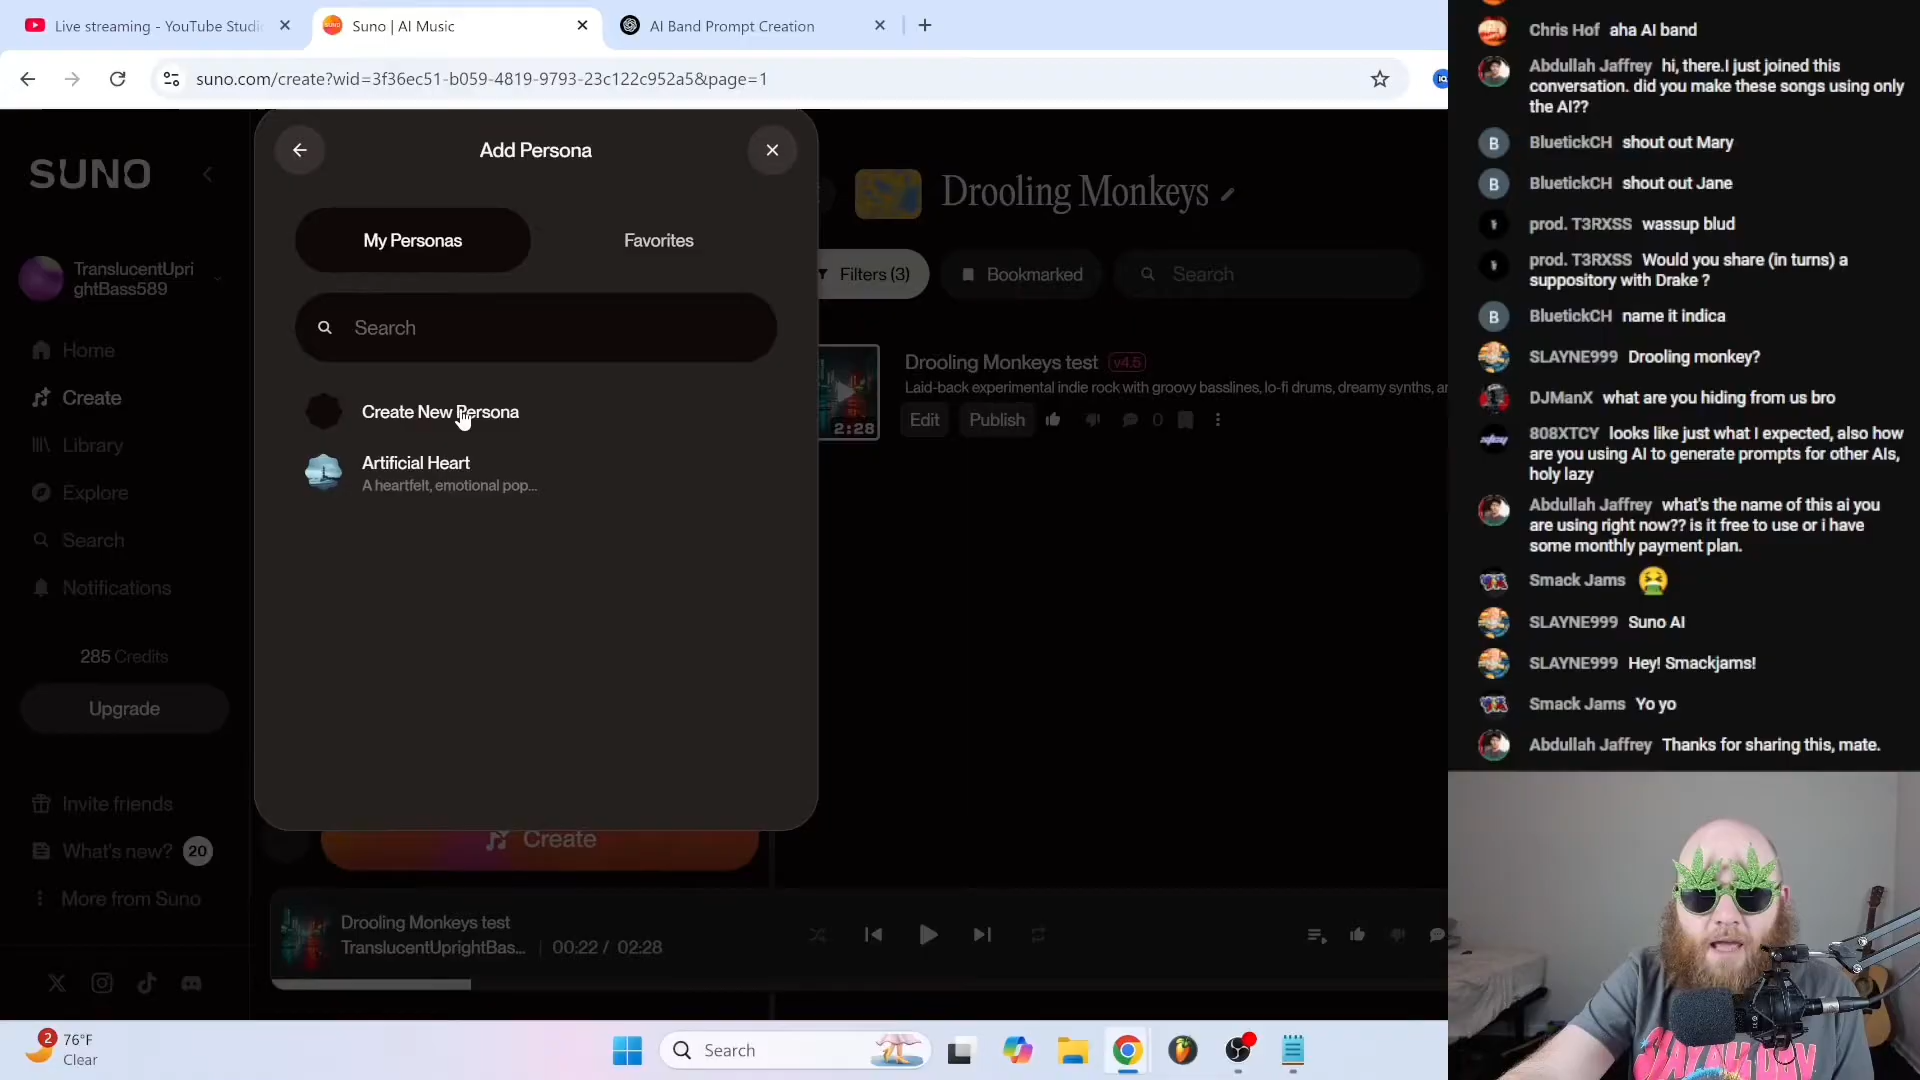 Live streaming - YouTube Studi
Suno | AI Music
AI Band Prompt Creation
suno.com/create?wid=3f36ec51-b059-4819-9793-23c122c952a5&page=1
SUNO
TranslucentUpri
ghtBass589
Home
Create
Library
Explore
Search
Notifications
285 Credits
Upgrade
Invite friends
What's new? 20
More from Suno
Add Persona
My Personas
Favorites
Search
Create New Persona
Artificial Heart
A heartfelt, emotional pop...
Create
Drooling Monkeys
Filters (3)
Bookmarked
Search
2:28
Drooling Monkeys test v4.5
Laid-back experimental indie rock with groovy basslines, lo-fi drums, dreamy synths, ar
Edit
Publish
0
Drooling Monkeys test
TranslucentUprightBas...
00:22 / 02:28
2
76°F
Clear
Search
Chris Hof aha AI band
Abdullah Jaffrey hi, there.I just joined this
conversation. did you make these songs using only
the AI??
B BluetickCH shout out Mary
B BluetickCH shout out Jane
prod. T3RXSS wassup blud
prod. T3RXSS Would you share (in turns) a
suppository with Drake ?
B BluetickCH name it indica
SLAYNE999 Drooling monkey?
DJManX what are you hiding from us bro
808XTCY looks like just what I expected, also how
are you using AI to generate prompts for other AIs,
holy lazy
Abdullah Jaffrey what's the name of this ai you
are using right now?? is it free to use or i have
some monthly payment plan.
Smack Jams
SLAYNE999 Suno AI
SLAYNE999 Hey! Smackjams!
Smack Jams Yo yo
Abdullah Jaffrey Thanks for sharing this, mate.